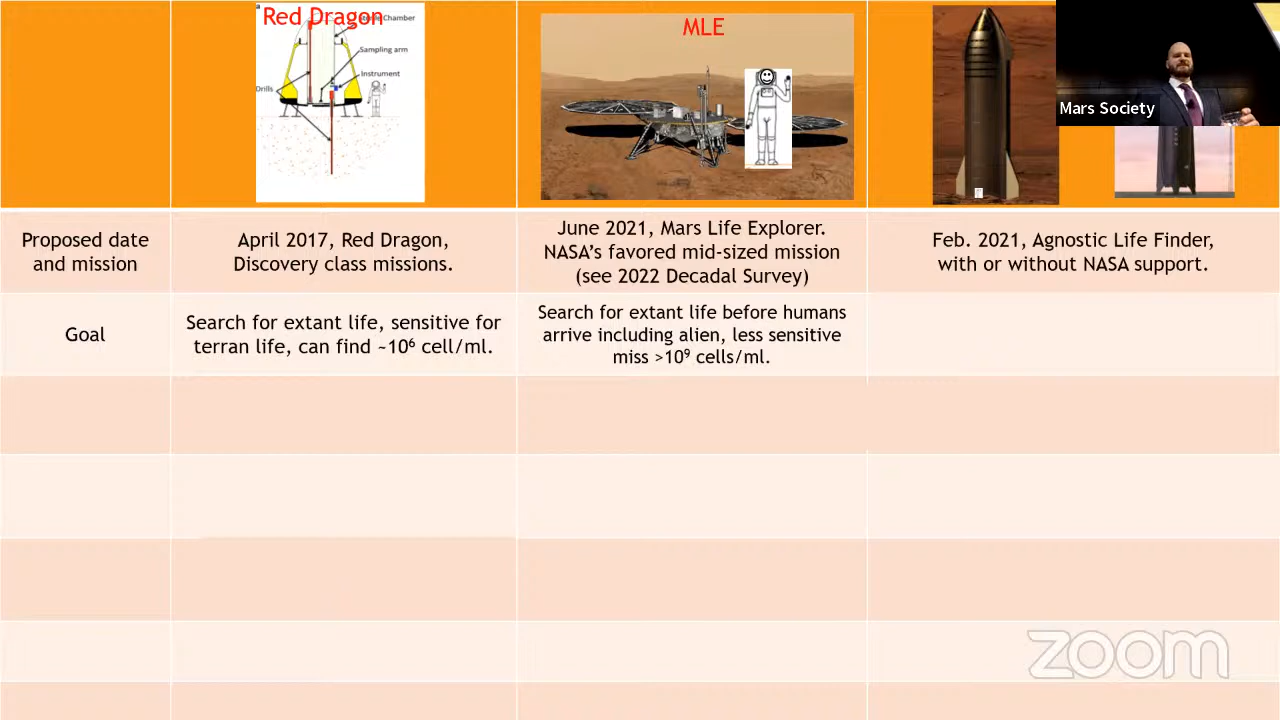 Red Dragon
Chamber
Sampling arm
Instrument
Drills
MLE
Mars Society
Proposed date
and mission
April 2017, Red Dragon,
Discovery class missions.
June 2021, Mars Life Explorer.
NASA's favored mid-sized mission
(see 2022 Decadal Survey)
Feb. 2021, Agnostic Life Finder,
with or without NASA support.
Goal
Search for extant life, sensitive for
terran life, can find ~10⁶ cell/ml.
Search for extant life before humans
arrive including alien, less sensitive
miss >10⁹ cells/ml.
zoom